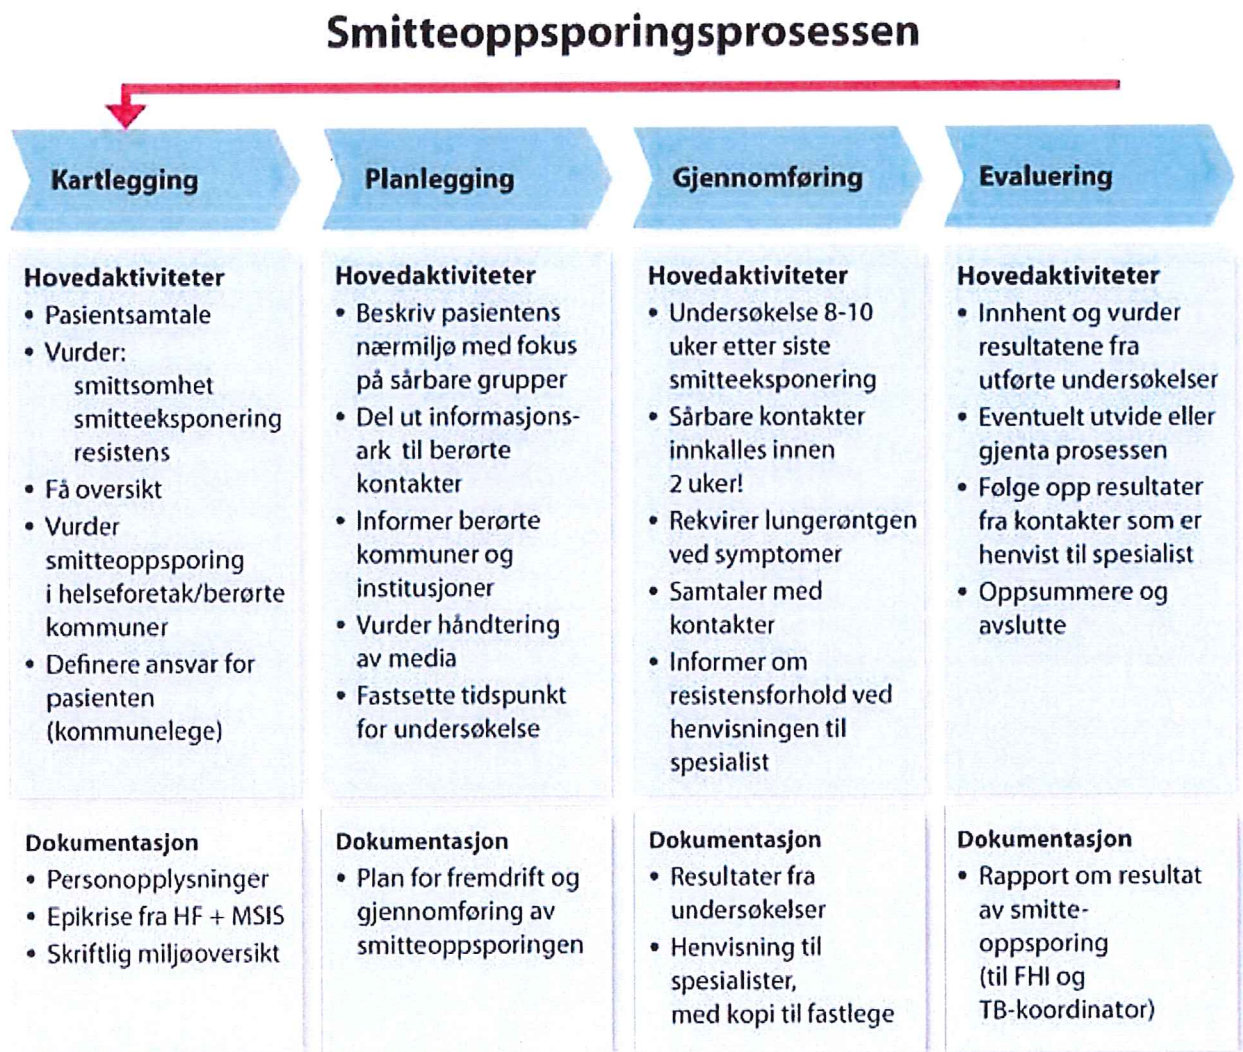 Smitteoppsporingsprosessen
Kartlegging
Hovedaktiviteter
• Pasientsamtale
• Vurder:
smittsomhet
smitteeksponering
resistens
• Få oversikt
• Vurder
smitteoppsporing
i helseforetak/berørte
kommuner
• Definere ansvar for
pasienten
(kommunelege)
Dokumentasjon
• Personopplysninger
• Epikrise fra HF + MSIS
• Skriftlig miljøoversikt
Planlegging
Hovedaktiviteter
• Beskriv pasientens
nærmiljø med fokus
på sårbare grupper
• Del ut informasjons-
ark til berørte
kontakter
• Informer berørte
kommuner og
institusjoner
• Vurder håndtering
av media
• Fastsette tidspunkt
for undersøkelse
Dokumentasjon
• Plan for fremdrift og
gjennomføring av
smitteoppsporingen
Gjennomføring
Hovedaktiviteter
• Undersøkelse 8-10
uker etter siste
smitteeksponering
• Sårbare kontakter
innkalles innen
2 uker!
• Rekvirer lungerøntgen
ved symptomer
• Samtaler med
kontakter
• Informer om
resistensforhold ved
henvisningen til
spesialist
Dokumentasjon
• Resultater fra
undersøkelser
• Henvisning til
spesialister,
med kopi til fastlege
Evaluering
Hovedaktiviteter
• Innhent og vurder
resultatene fra
utførte undersøkelser
• Eventuelt utvide eller
gjenta prosessen
• Følge opp resultater
fra kontakter som er
henvist til spesialist
• Oppsummere og
avslutte
Dokumentasjon
• Rapport om resultat
av smitte-
oppsporing
(til FHI og
TB-koordinator)